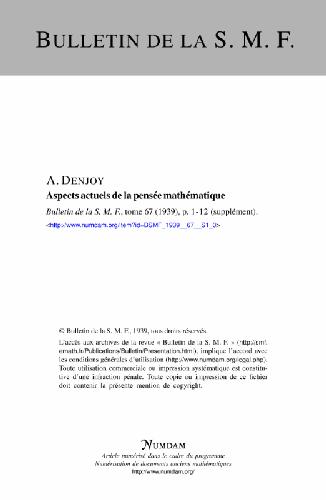 BULLETIN DE LA S. M. F.
A. DENJOY
Aspects actuels de la pensée mathématique
Bulletin de la S. M. F., tome 67 (1939), p. 1-12 (supplément).
<http://www.numdam.org/item?id=BSMF_1939__67__S1_0>
© Bulletin de la S. M. F., 1939, tous droits réservés.
L'accès aux archives de la revue « Bulletin de la S. M. F. » (http://smf.
emath.fr/Publications/Bulletin/Presentation.html), implique l'accord avec
les conditions générales d'utilisation (http://www.numdam.org/legal.php).
Toute utilisation commerciale ou impression systématique est constitu-
tive d'une infraction pénale. Toute copie ou impression de ce fichier
doit contenir la présente mention de copyright.
NUMDAM
Article numérisé dans le cadre du programme
Numérisation de documents anciens mathématiques
http://www.numdam.org/